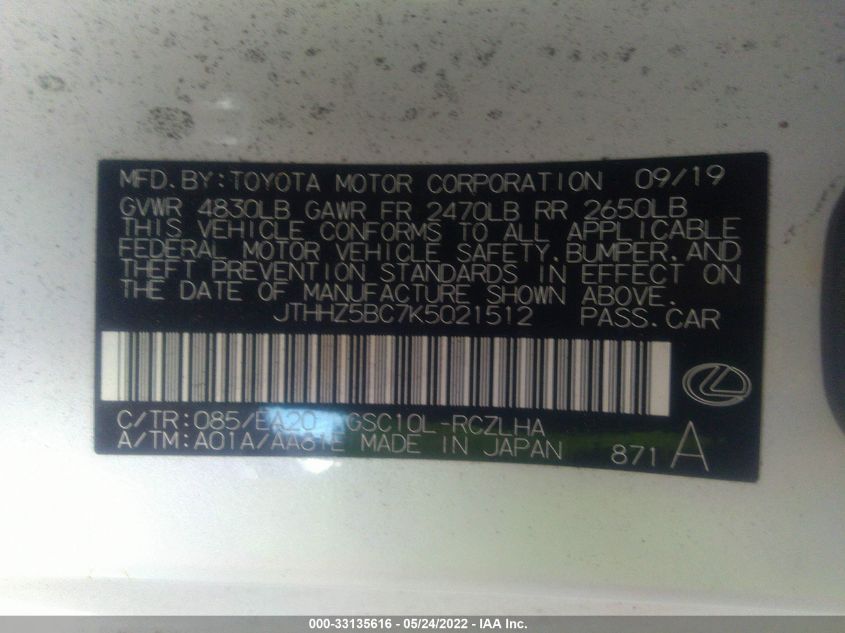 MFD.BY:TOYOTA MOTOR CORPORATION 09/19
GVWR 4830LB GAWR FR 2470LB RR 2650LB
THIS VEHICLE CONFORMS TO ALL APPLICABLE
FEDERAL MOTOR VEHICLE SAFETY,BUMPER,AND
THEFT PREVENTION STANDARDS IN EFFECT ON
THE DATE OF MANUFACTURE SHOWN ABOVE.
JTHHZ5BC7K5021512 PASS.CAR
C/TR:085/EA20 GSC10L-RCZLHA
A/TM:A01A/AA81E MADE IN JAPAN 871 A
000-33135616 - 05/24/2022 - IAA Inc.